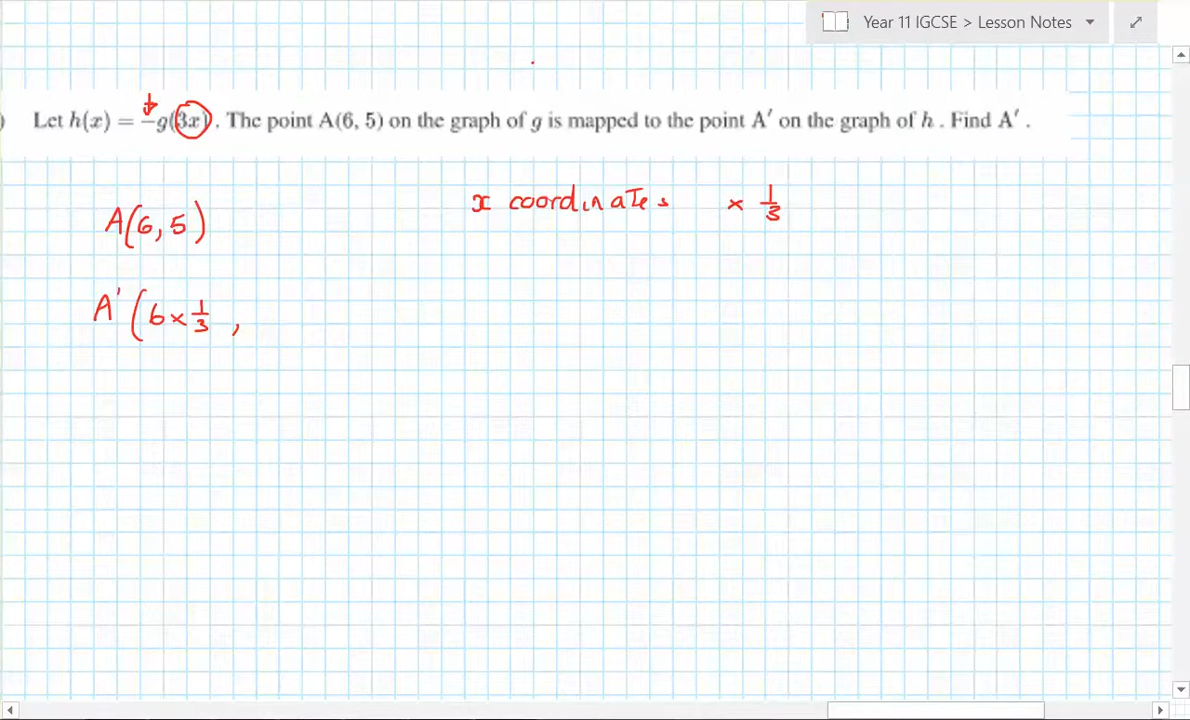 Year 11 IGCSE > Lesson Notes
) Let h(x) = −g(3x). The point A(6, 5) on the graph of g is mapped to the point A′ on the graph of h. Find A′.
x coordinates × 1/3
A(6, 5)
A' (6 × 1/3 ,